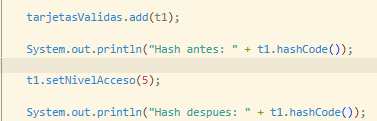 tarjetasValidas.add(t1);
System.out.println("Hash antes: " + t1.hashCode());
t1.setNivelAcceso(5);
System.out.println("Hash despues: " + t1.hashCode());